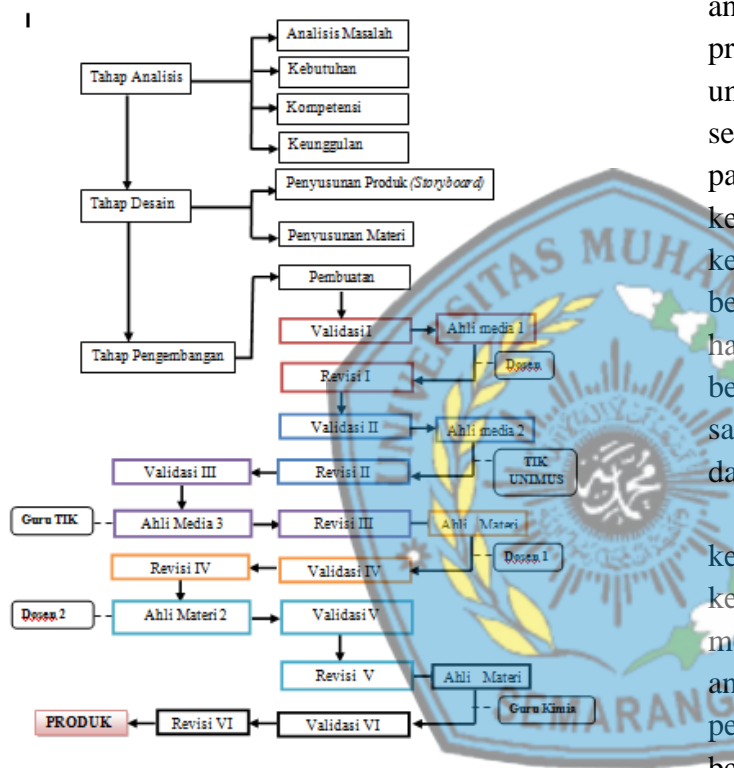 I
Analisis Masalah
Tahap Analisis
Kebutuhan
Kompetensi
Keunggulan
Tahap Desain
Penyusunan Produk (Storyboard)
Penyusunan Materi
Tahap Pengembangan
Pembuatan
Validasi I
Ahli media 1
Dosen
Revisi I
Validasi II
Ahli media 2
TIK
UNIMUS
Validasi III
Revisi II
Guru TIK
Ahli Media 3
Revisi III
Ahli Materi
Dosen 1
Revisi IV
Validasi IV
Dosen 2
Ahli Materi 2
Validasi V
Revisi V
Ahli Materi
Guru Kimia
PRODUK
Revisi VI
Validasi VI
UNIVERSITAS MUHAM
SEMARANG
an
pr
un
se
pa
ke
ke
be
ha
be
sa
da
ke
ke
me
an
pe
be